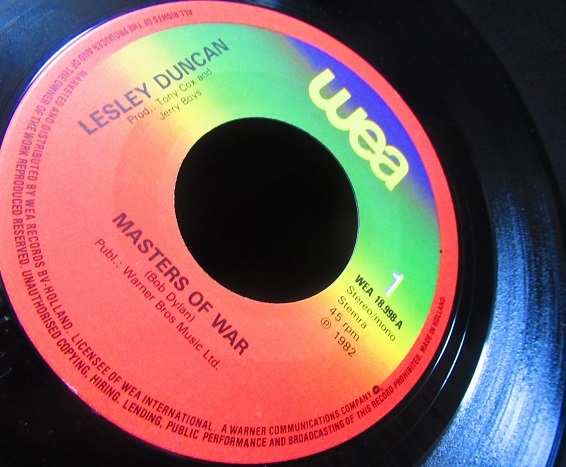 LESLEY DUNCAN
Prod.: Tony Cox and
Jerry Boys
wea
1
WEA 18.998 A
Stereo/mono
Stemra
45 rpm
℗ 1982
MASTERS OF WAR
(Bob Dylan)
Publ.: Warner Bros Music Ltd.
ALL RIGHTS OF THE PRODUCER AND OF THE OWNER OF THE WORK REPRODUCED RESERVED. UNAUTHORISED COPYING, HIRING, LENDING, PUBLIC PERFORMANCE AND BROADCASTING OF THIS RECORD PROHIBITED. MADE IN HOLLAND.
MARKETED AND DISTRIBUTED BY WEA RECORDS BV-HOLLAND, LICENSEE OF WEA INTERNATIONAL. A WARNER COMMUNICATIONS COMPANY